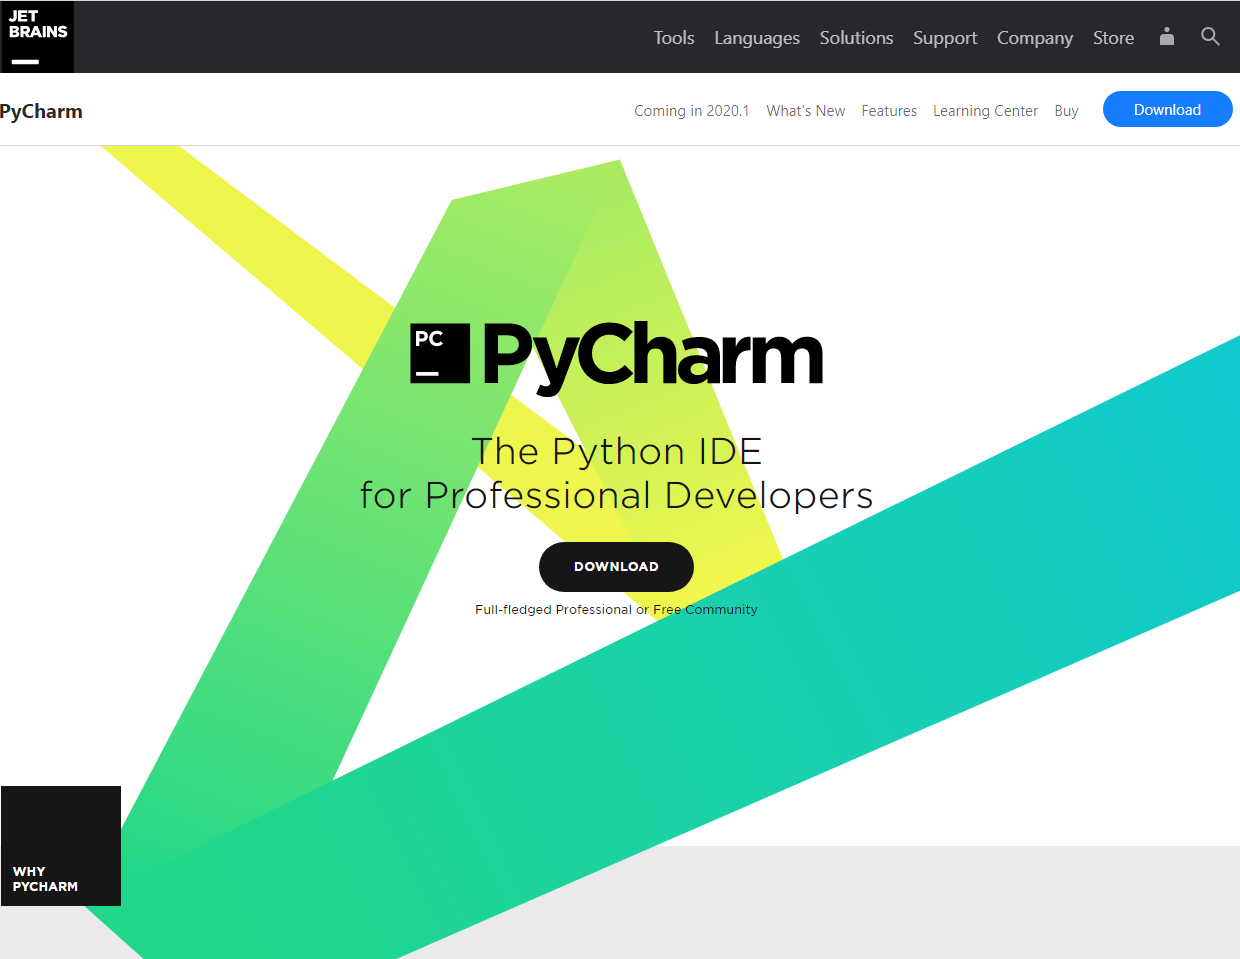 JET
BRAINS
Tools Languages Solutions Support Company Store
PyCharm
Coming in 2020.1 What's New Features Learning Center Buy Download
PC
PyCharm
The Python IDE
for Professional Developers
DOWNLOAD
Full-fledged Professional or Free Community
WHY
PYCHARM